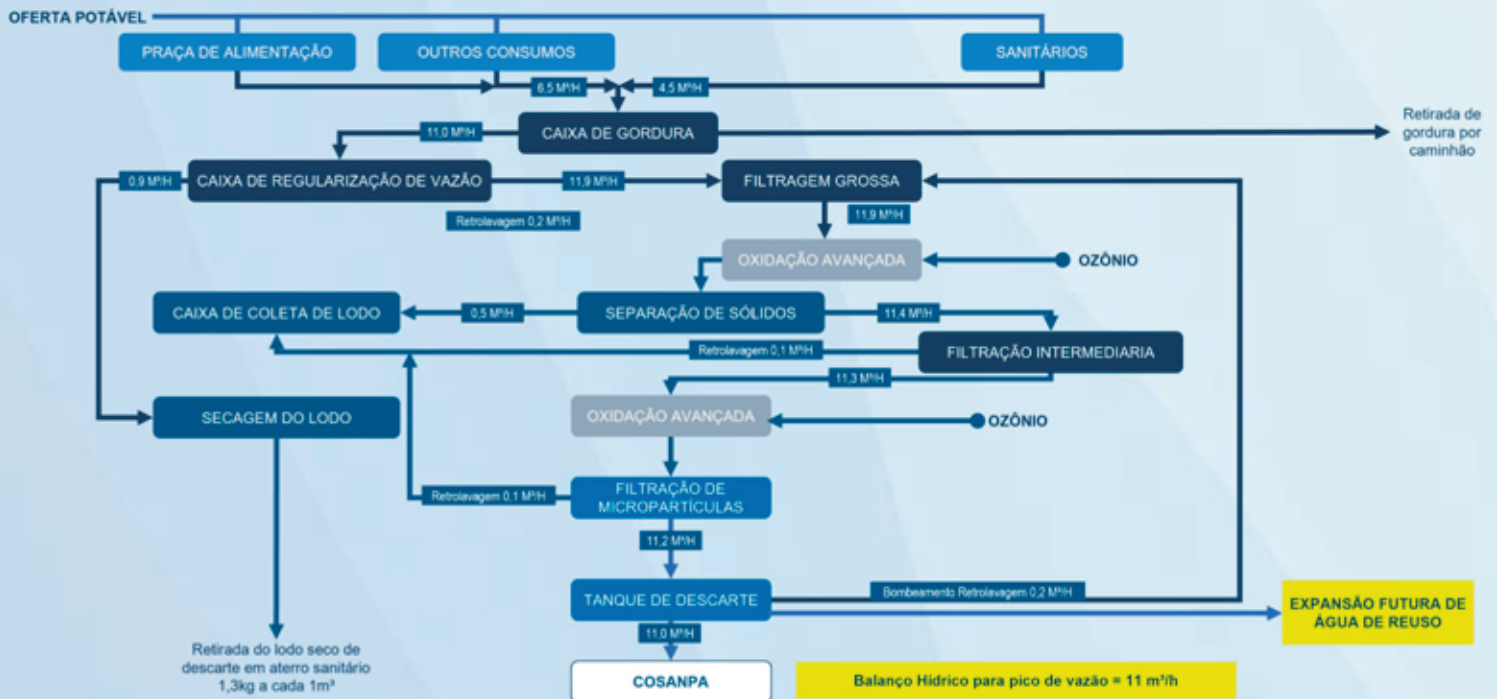 OFERTA POTÁVEL
PRAÇA DE ALIMENTAÇÃO
OUTROS CONSUMOS
SANITÁRIOS
6,5 M³/H
4,5 M³/H
CAIXA DE GORDURA
11,0 M³/H
Retirada de
gordura por
caminhão
0,9 M³/H
CAIXA DE REGULARIZAÇÃO DE VAZÃO
11,9 M³/H
FILTRAGEM GROSSA
Retrolavagem 0,2 M³/H
11,9 M³/H
OXIDAÇÃO AVANÇADA
OZÔNIO
CAIXA DE COLETA DE LODO
0,5 M³/H
SEPARAÇÃO DE SÓLIDOS
11,4 M³/H
Retrolavagem 0,1 M³/H
FILTRAÇÃO INTERMEDIARIA
11,3 M³/H
SECAGEM DO LODO
OXIDAÇÃO AVANÇADA
OZÔNIO
Retrolavagem 0,1 M³/H
FILTRAÇÃO DE
MICROPARTÍCULAS
11,2 M³/H
TANQUE DE DESCARTE
Bombeamento Retrolavagem 0,2 M³/H
EXPANSÃO FUTURA DE
ÁGUA DE REUSO
11,0 M³/H
Retirada do lodo seco de
descarte em aterro sanitário
1,3kg a cada 1m³
COSANPA
Balanço Hídrico para pico de vazão = 11 m³/h